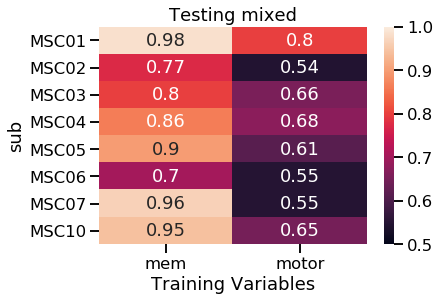 Testing mixed
sub
MSC01 0.98 0.8
MSC02 0.77 0.54
MSC03 0.8 0.66
MSC04 0.86 0.68
MSC05 0.9 0.61
MSC06 0.7 0.55
MSC07 0.96 0.55
MSC10 0.95 0.65
mem motor
Training Variables
1.0
0.9
0.8
0.7
0.6
0.5